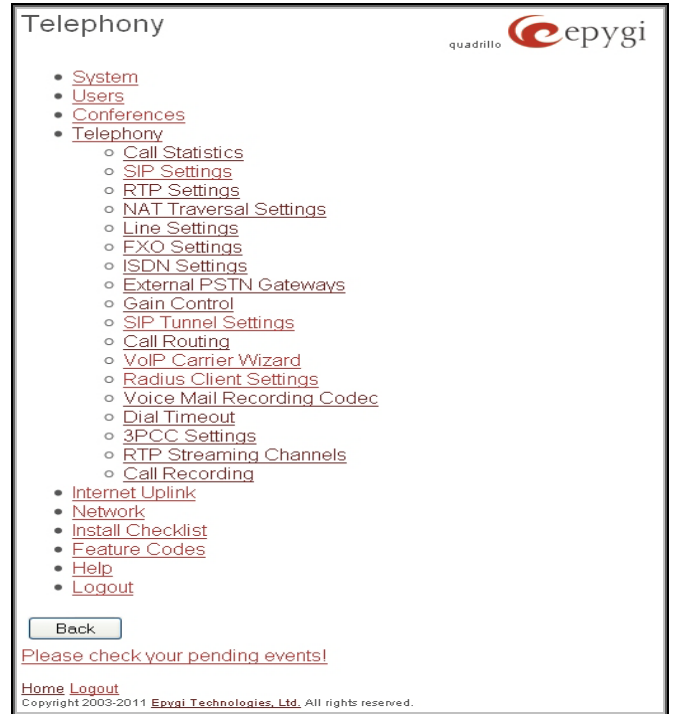 Telephony
quadrillo epygi
System
Users
Conferences
Telephony
Call Statistics
SIP Settings
RTP Settings
NAT Traversal Settings
Line Settings
FXO Settings
ISDN Settings
External PSTN Gateways
Gain Control
SIP Tunnel Settings
Call Routing
VoIP Carrier Wizard
Radius Client Settings
Voice Mail Recording Codec
Dial Timeout
3PCC Settings
RTP Streaming Channels
Call Recording
Internet Uplink
Network
Install Checklist
Feature Codes
Help
Logout
Back
Please check your pending events!
Home Logout
Copyright 2003-2011 Epygi Technologies, Ltd. All rights reserved.